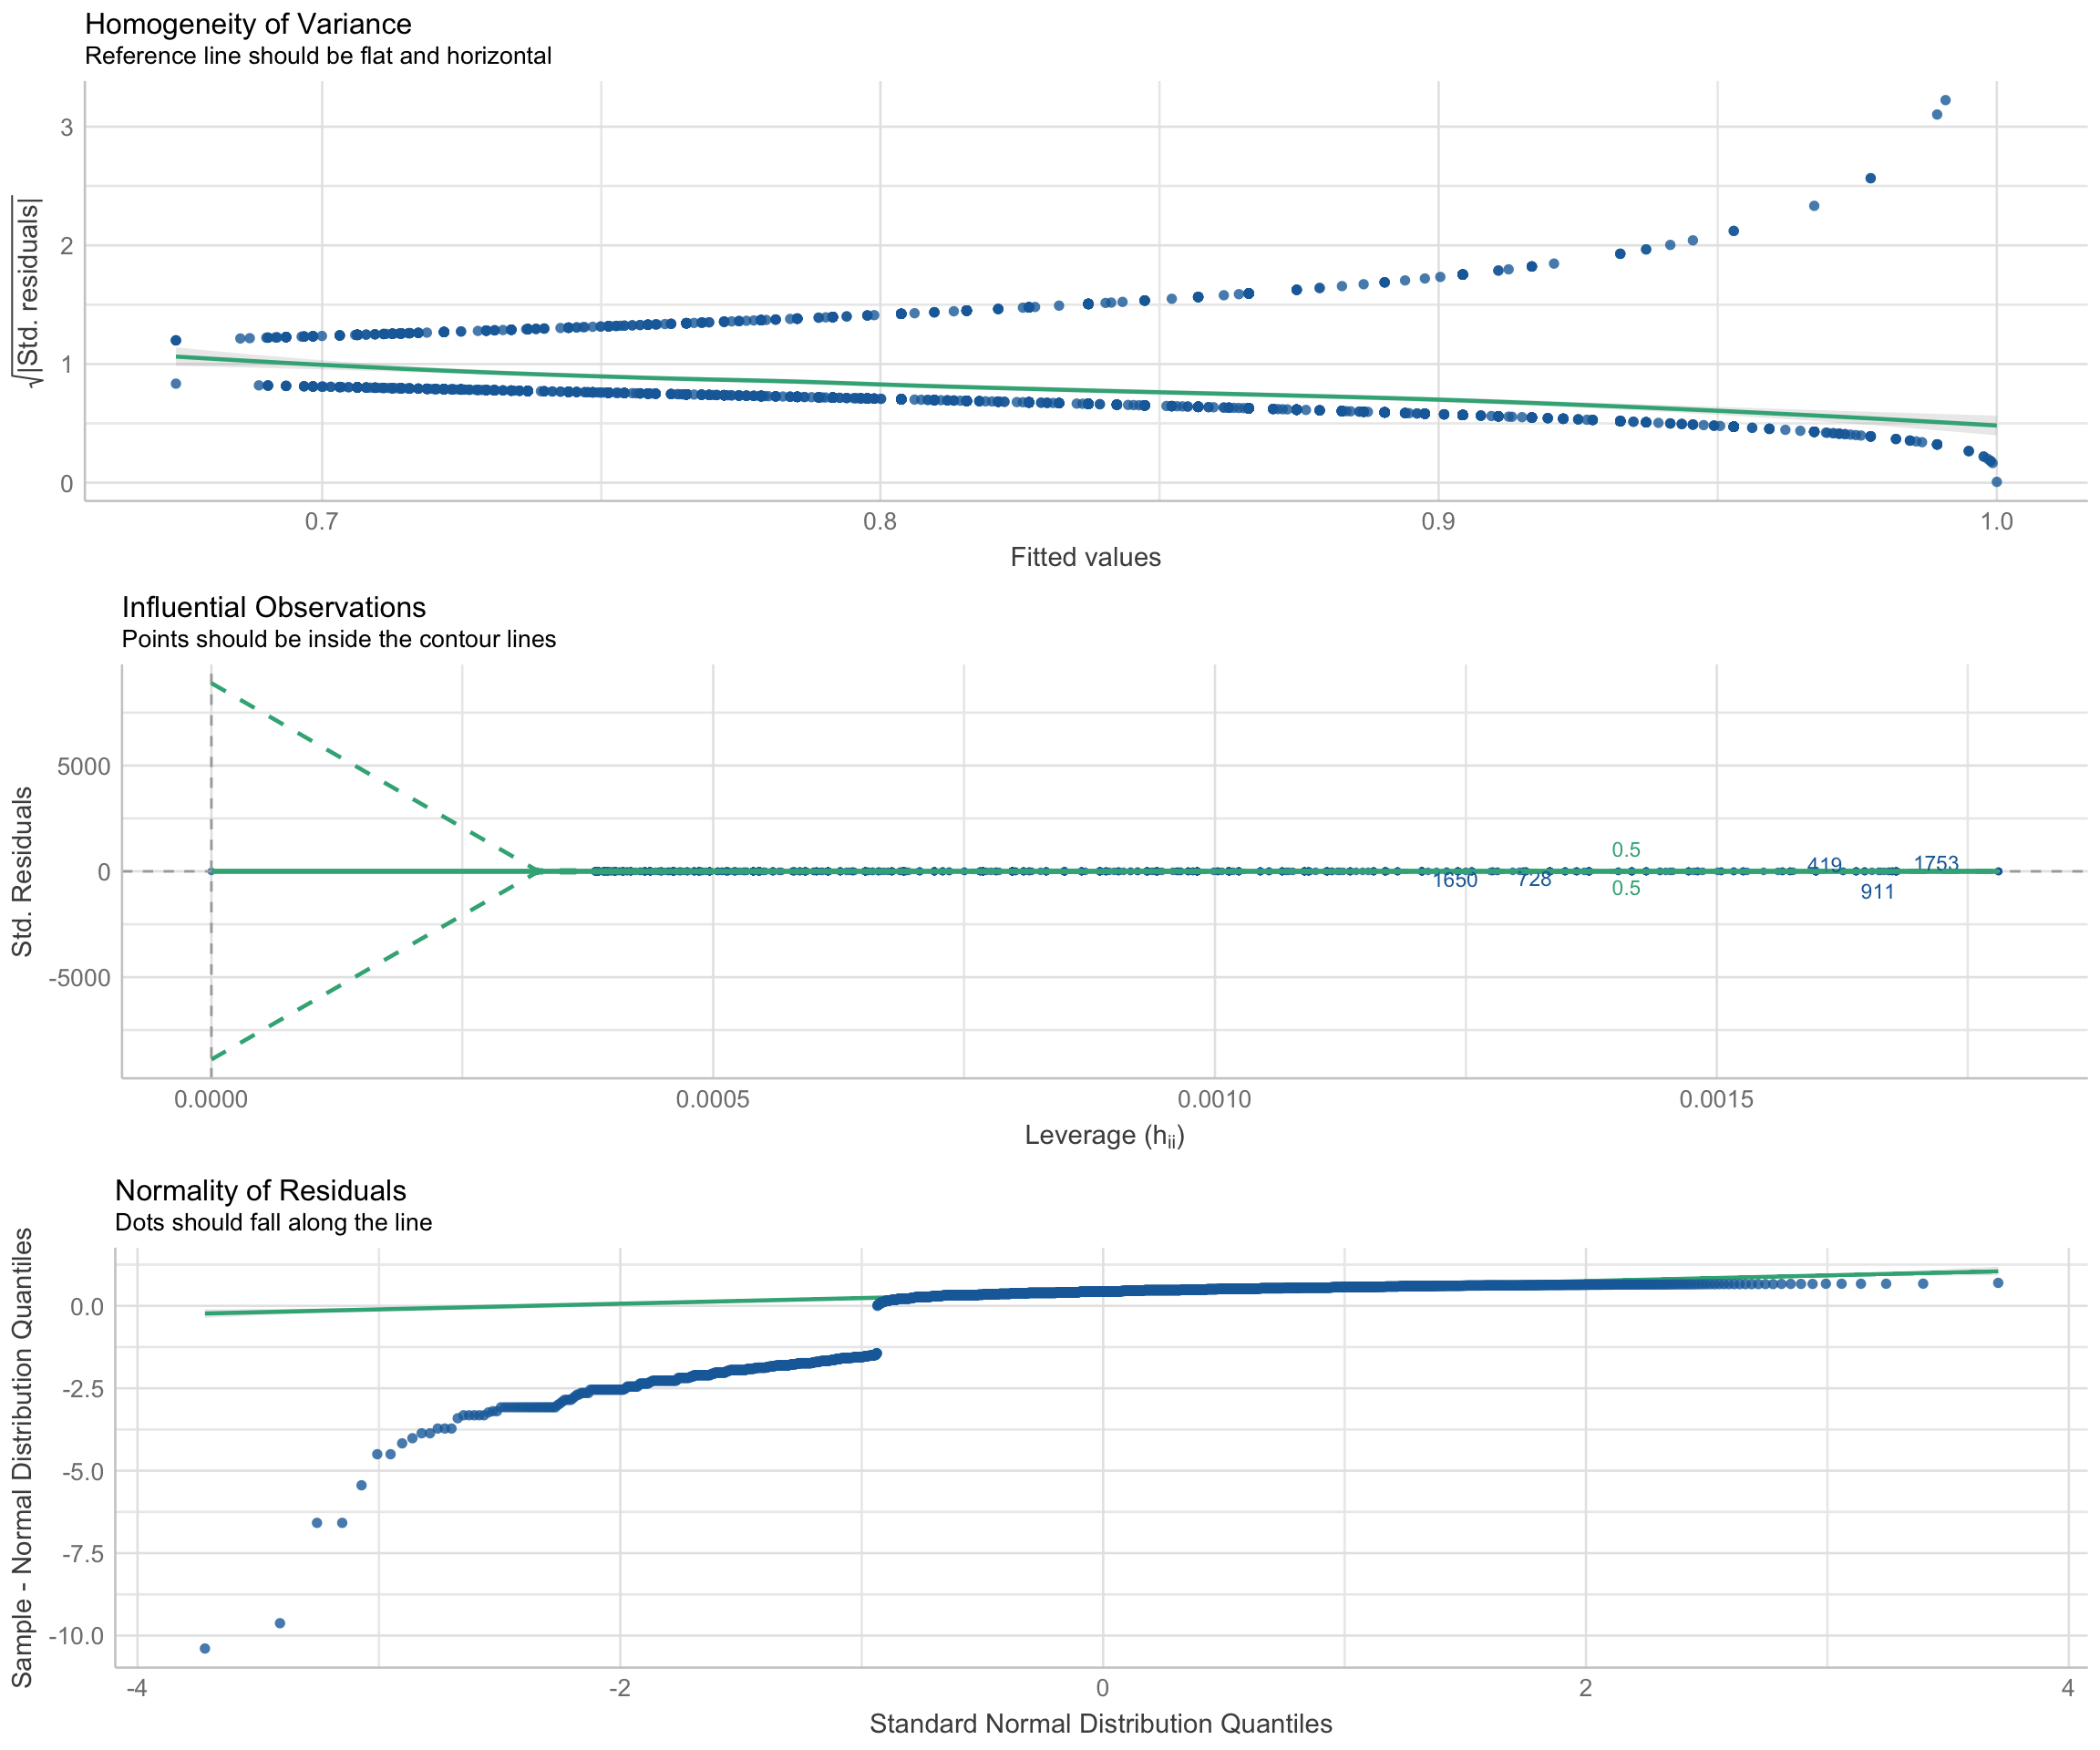 Homogeneity of Variance
Reference line should be flat and horizontal
√|Std. residuals|
3
2
1
0
0.7 0.8 0.9 1.0
Fitted values
Influential Observations
Points should be inside the contour lines
Std. Residuals
5000
0
-5000
0.5
419 1753
1650 728
0.5
911
0.0000 0.0005 0.0010 0.0015
Leverage (hᵢᵢ)
Normality of Residuals
Dots should fall along the line
Sample - Normal Distribution Quantiles
0.0
-2.5
-5.0
-7.5
-10.0
-4 -2 0 2 4
Standard Normal Distribution Quantiles